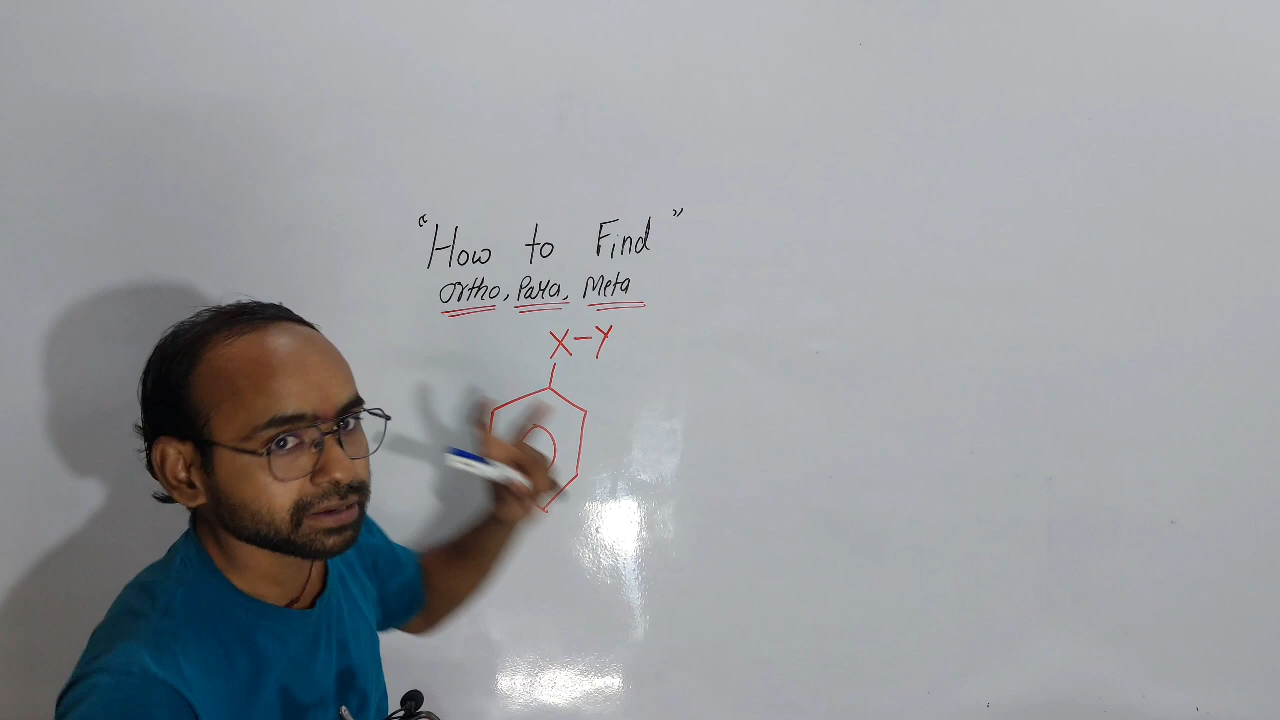 "How to Find"
Ortho, Para, Meta
X-Y